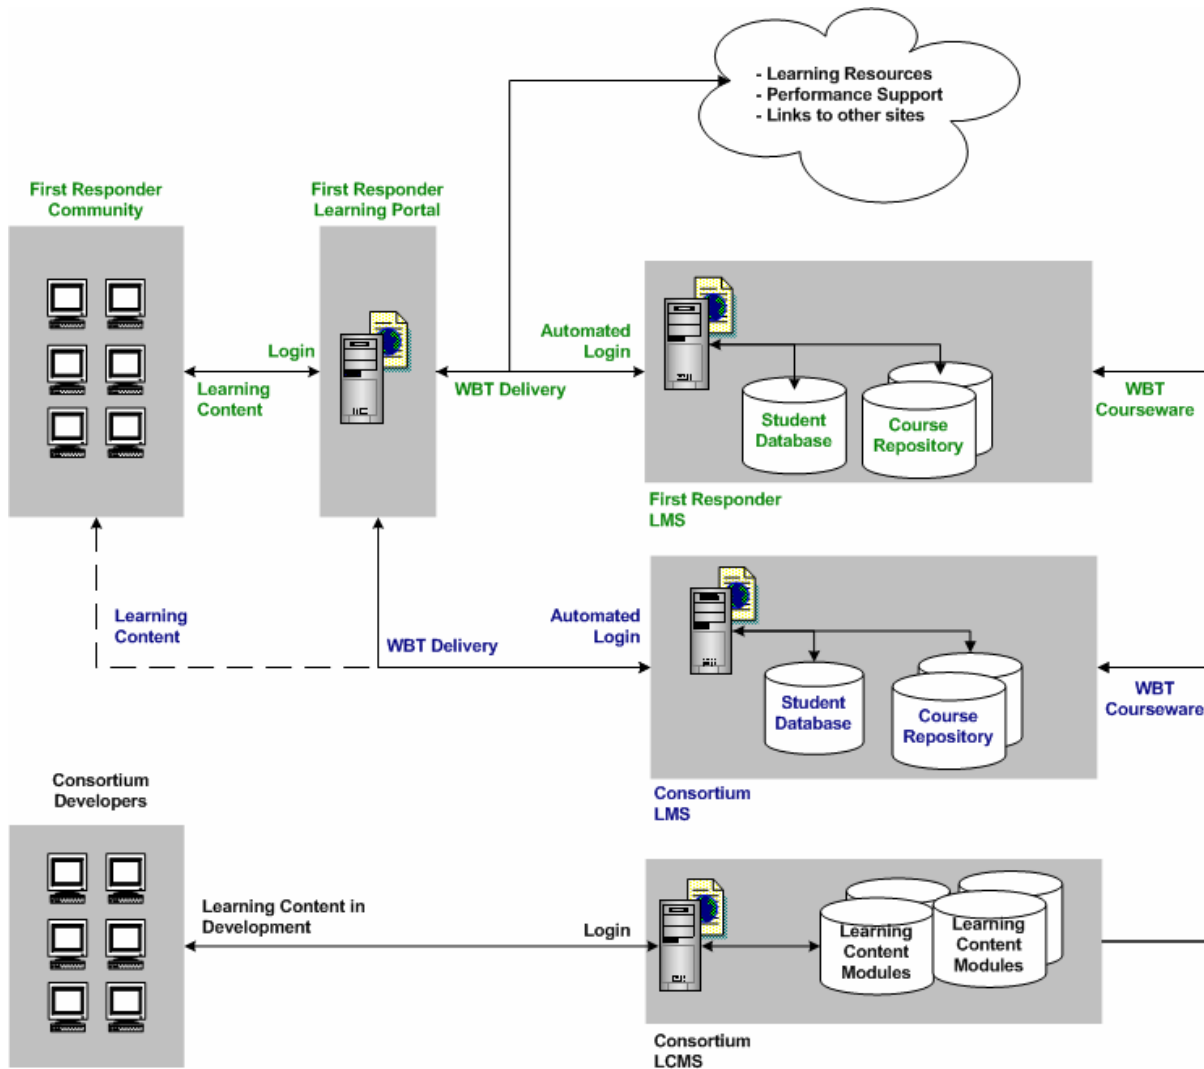 - Learning Resources
- Performance Support
- Links to other sites
First Responder
Community
First Responder
Learning Portal
Login
Learning
Content
Automated
Login
WBT Delivery
Student
Database
Course
Repository
WBT
Courseware
First Responder
LMS
Learning
Content
WBT Delivery
Automated
Login
Student
Database
Course
Repository
WBT
Courseware
Consortium
LMS
Consortium
Developers
Learning Content in
Development
Login
Learning
Content
Modules
Learning
Content
Modules
Consortium
LCMS